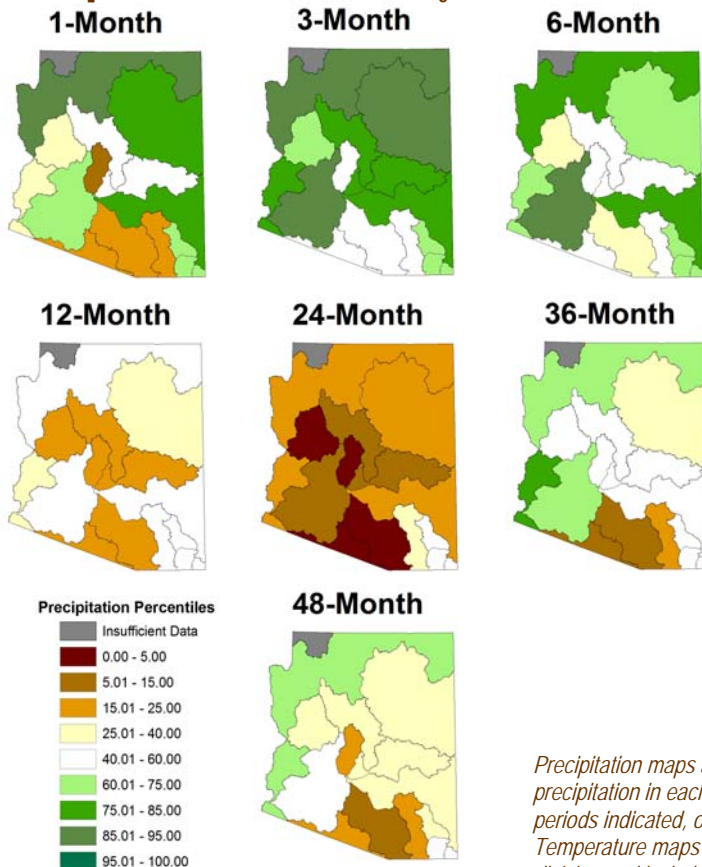 1-Month
3-Month
6-Month
12-Month
24-Month
36-Month
48-Month
Precipitation Percentiles
Insufficient Data
0.00 - 5.00
5.01 - 15.00
15.01 - 25.00
25.01 - 40.00
40.01 - 60.00
60.01 - 75.00
75.01 - 85.00
85.01 - 95.00
95.01 - 100.00
Precipitation maps
precipitation in each
periods indicated,
Temperature maps